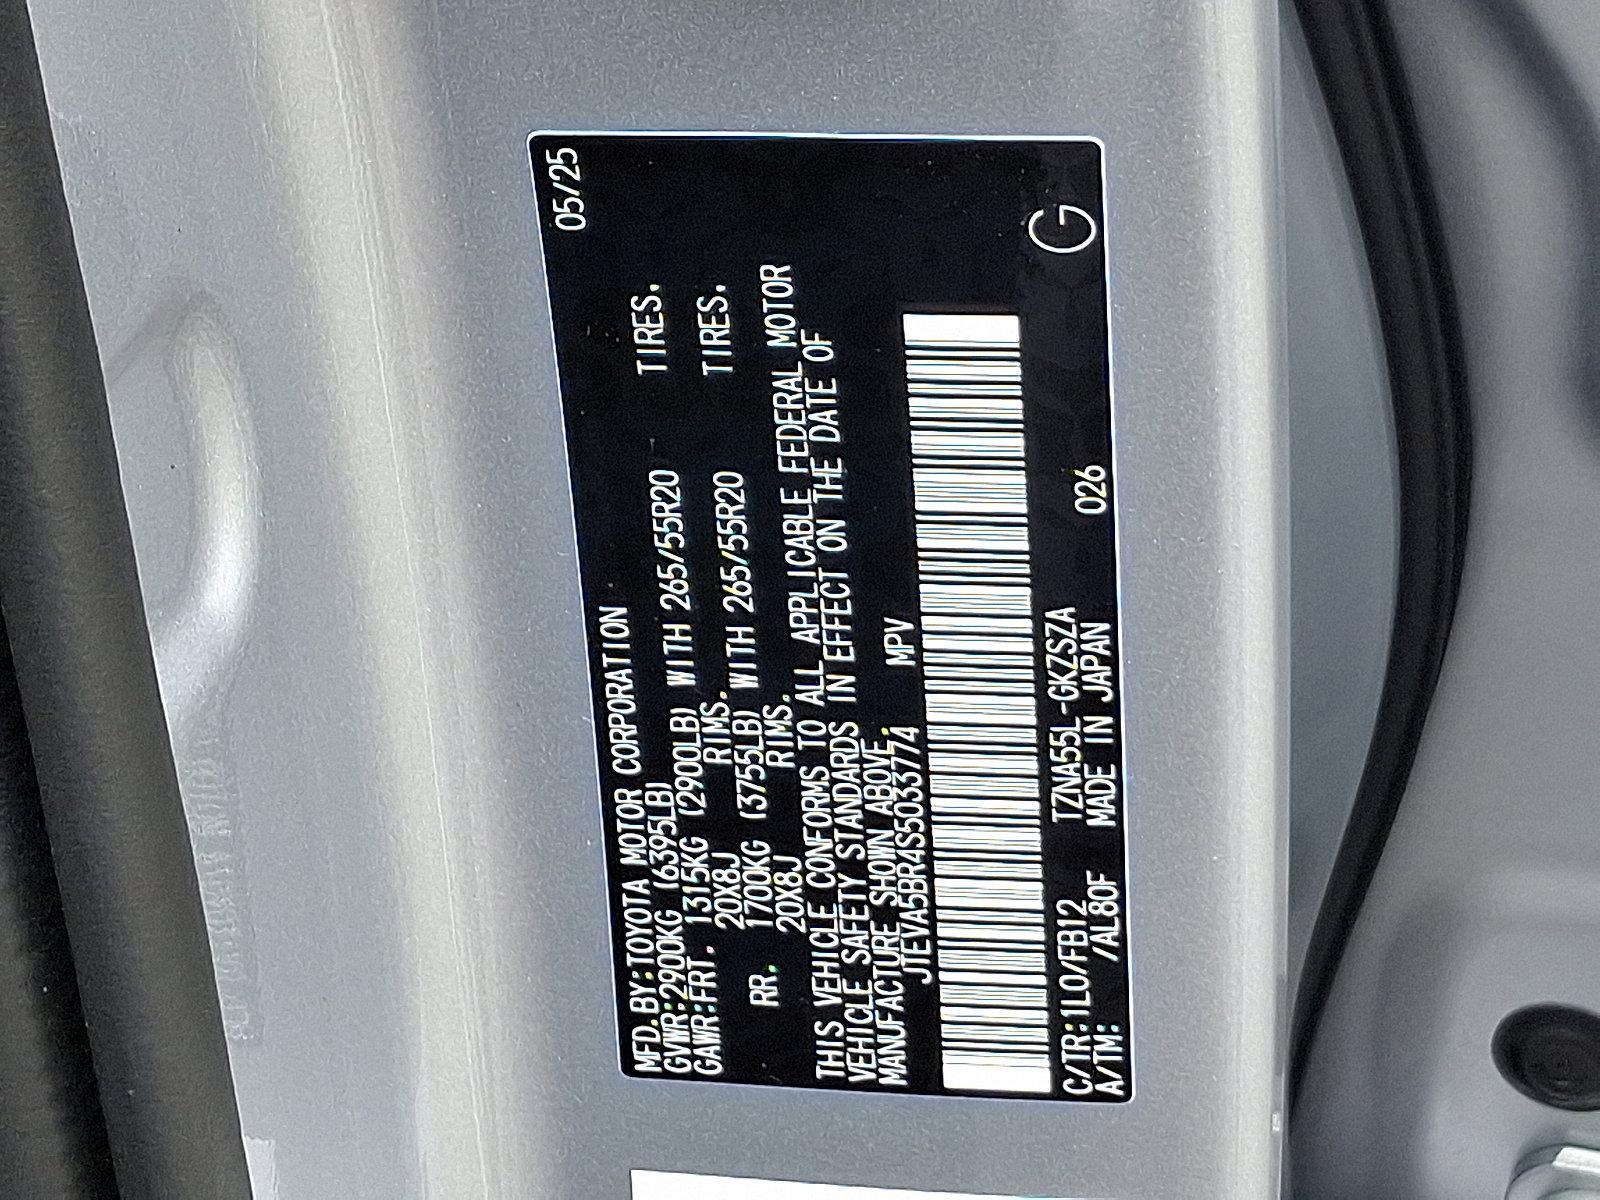 05/25
MFD.BY:TOYOTA MOTOR CORPORATION
GVWR:2900KG (6395LB)
GAWR:FRT. 1315KG (2900LB) WITH 265/55R20 TIRES.
20X8J RIMS.
RR. 1700KG (3755LB) WITH 265/55R20 TIRES.
20X8J RIMS.
THIS VEHICLE CONFORMS TO ALL APPLICABLE FEDERAL MOTOR
VEHICLE SAFETY STANDARDS IN EFFECT ON THE DATE OF
MANUFACTURE SHOWN ABOVE.
JTEVA5BR4S5033774 MPV
C/TR:1L0/FB12 TZNA55L-GKZSZA 026
A/TM: /AL80F MADE IN JAPAN
G